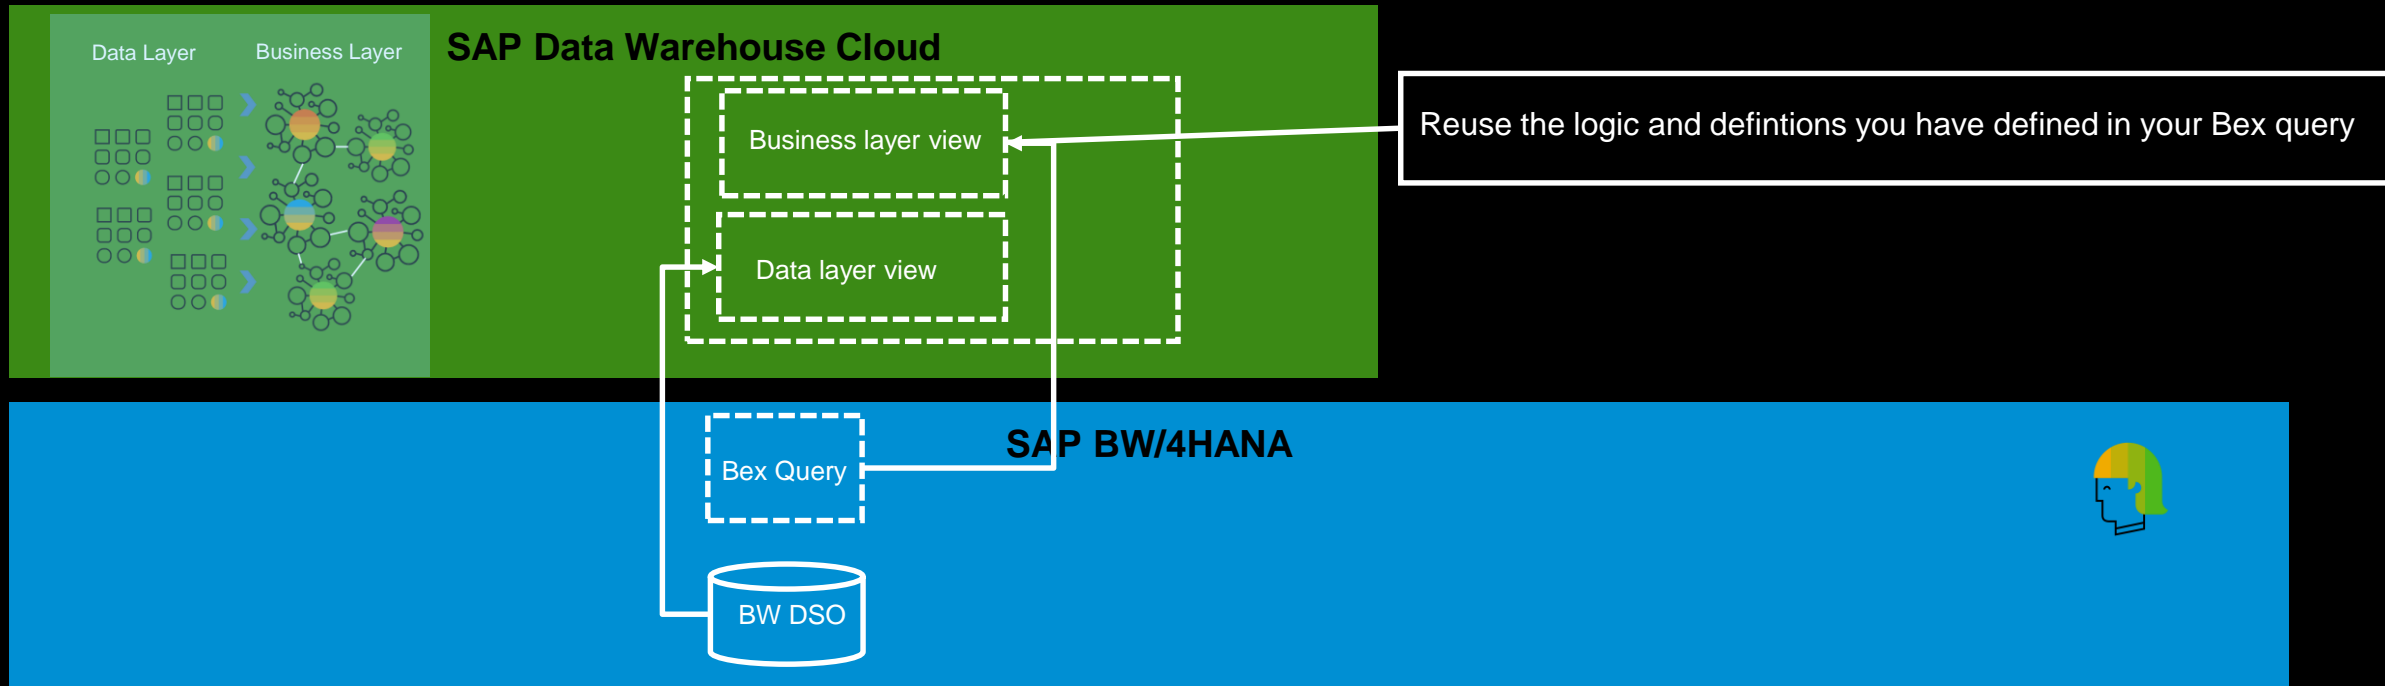 Data Layer
Business Layer
SAP Data Warehouse Cloud
Business layer view
Reuse the logic and defintions you have defined in your Bex query
Data layer view
SAP BW/4HANA
Bex Query
BW DSO